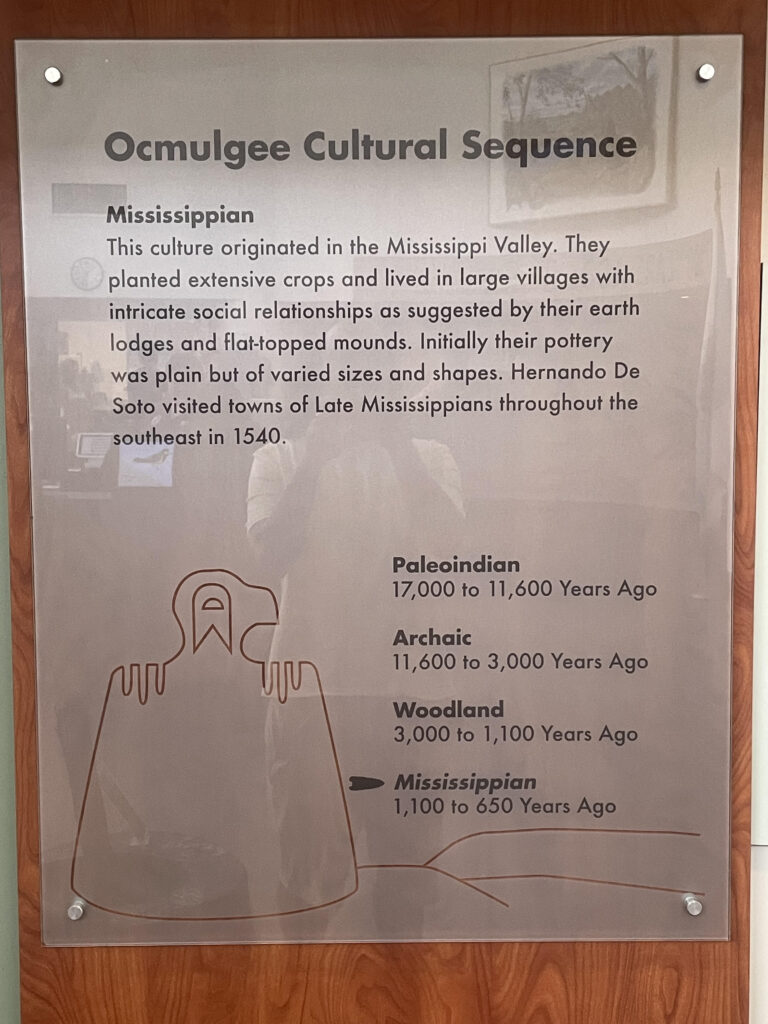 Ocmulgee Cultural Sequence
Mississippian
This culture originated in the Mississippi Valley. They
planted extensive crops and lived in large villages with
intricate social relationships as suggested by their earth
lodges and flat-topped mounds. Initially their pottery
was plain but of varied sizes and shapes. Hernando De
Soto visited towns of Late Mississippians throughout the
southeast in 1540.
Paleoindian
17,000 to 11,600 Years Ago
Archaic
11,600 to 3,000 Years Ago
Woodland
3,000 to 1,100 Years Ago
Mississippian
1,100 to 650 Years Ago